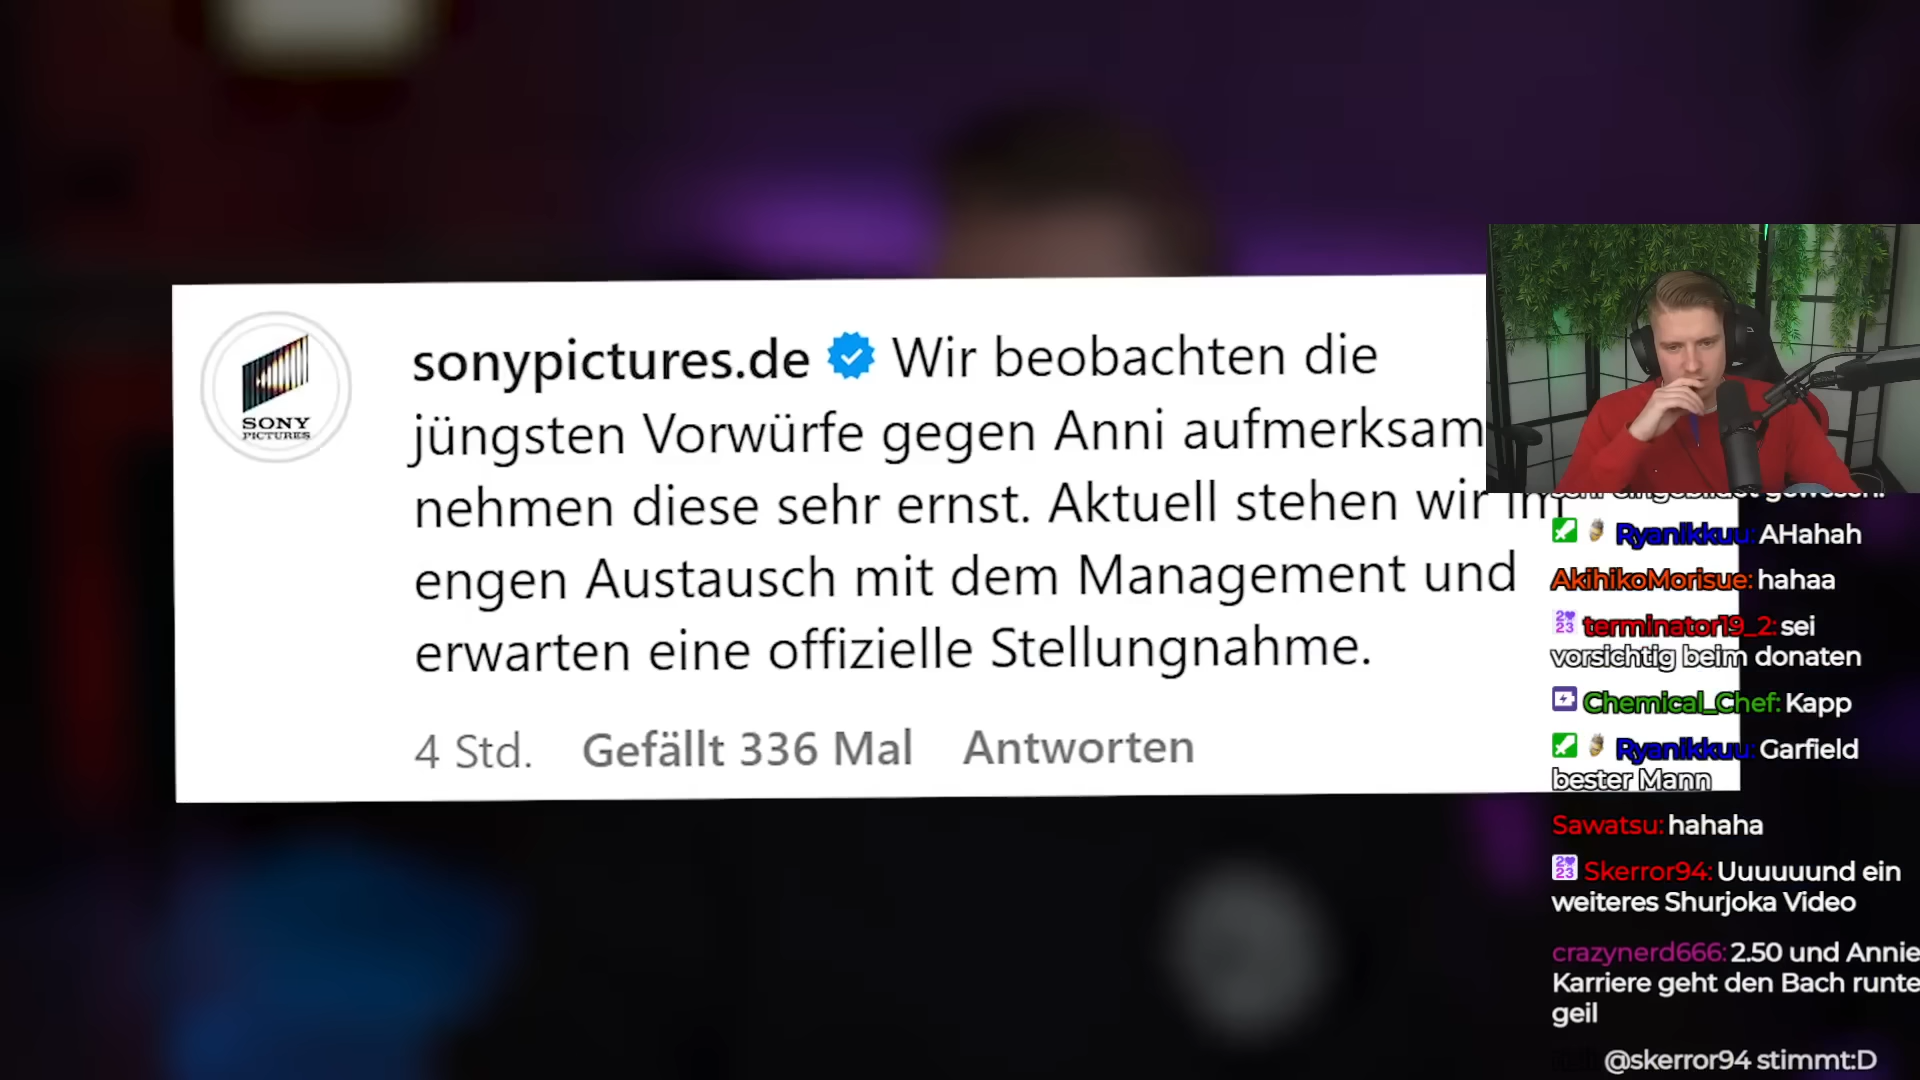 sonypictures.de Wir beobachten die
jüngsten Vorwürfe gegen Anni aufmerksam
nehmen diese sehr ernst. Aktuell stehen wir im
engen Austausch mit dem Management und
erwarten eine offizielle Stellungnahme.
4 Std. Gefällt 336 Mal Antworten
SONY
PICTURES
Ryanikkuu: AHahah
AkihikoMorisue: hahaa
terminator19_2: sei
vorsichtig beim donaten
Chemical_Chef: Kapp
Ryanikkuu: Garfield
bester Mann
Sawatsu: hahaha
Skerror94: Uuuuuund ein
weiteres Shurjoka Video
crazynerd666: 2.50 und Annie
Karriere geht den Bach runte
geil
@skerror94 stimmt:D